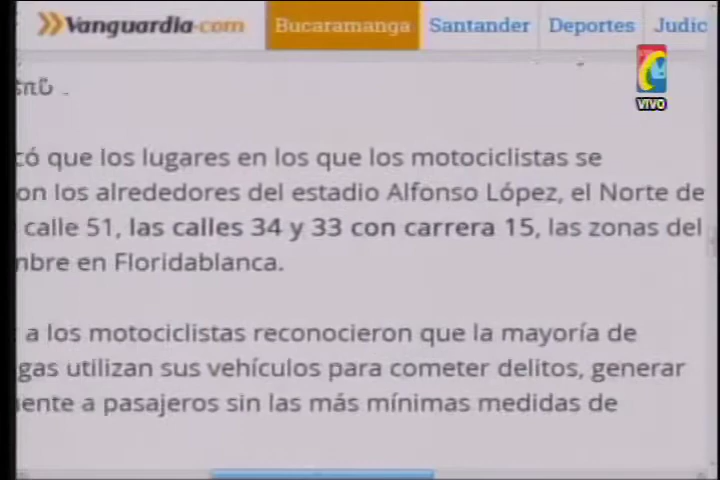 Vanguardia.com Bucaramanga Santander Deportes Judic
VIVO
có que los lugares en los que los motociclistas se
on los alrededores del estadio Alfonso López, el Norte de
calle 51, las calles 34 y 33 con carrera 15, las zonas del
mbre en Floridablanca.
a los motociclistas reconocieron que la mayoría de
gas utilizan sus vehículos para cometer delitos, generar
ente a pasajeros sin las más mínimas medidas de